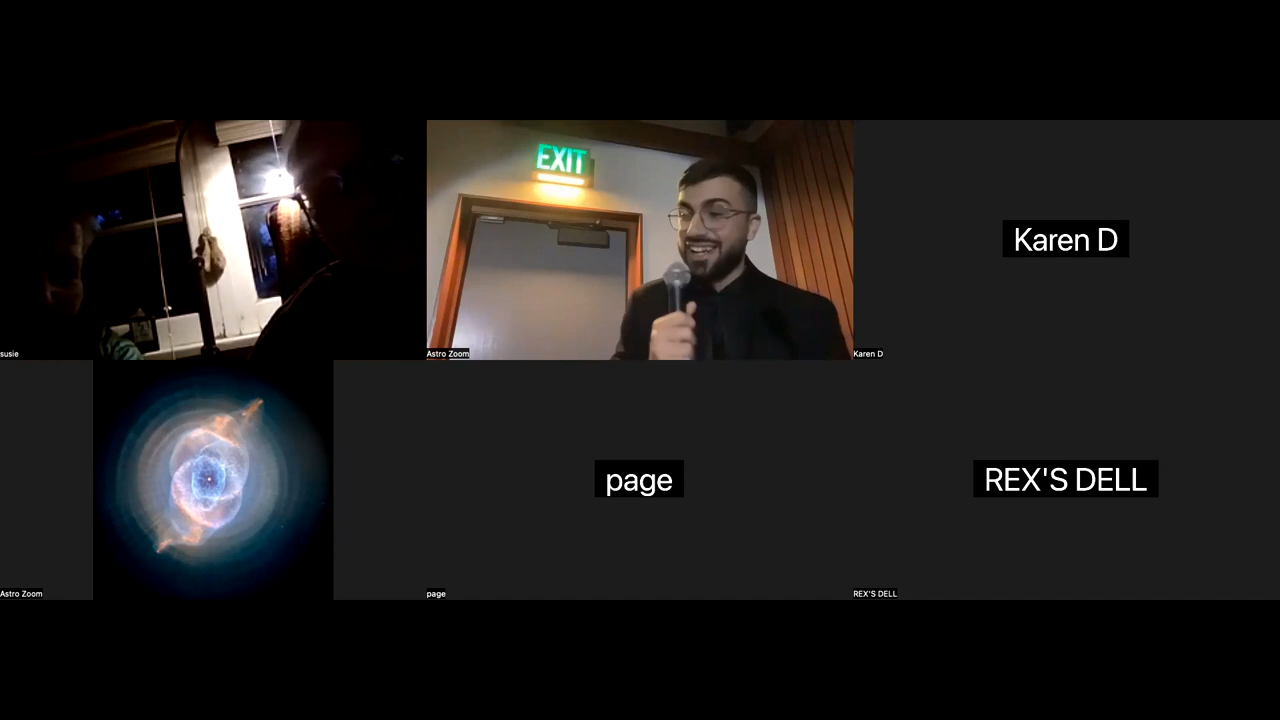 EXIT
susie
Astro Zoom
Karen D
Karen D
Astro Zoom
page
page
REX'S DELL
REX'S DELL